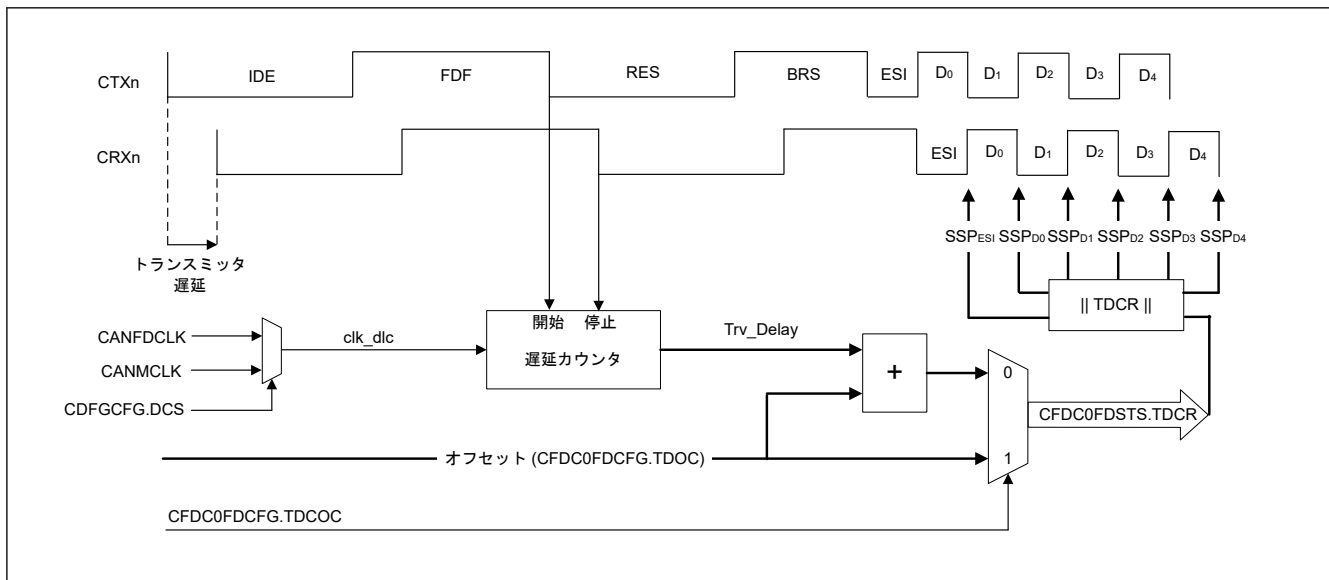 CTXn IDE FDF RES BRS ESI D0 D1 D2 D3 D4
CRXn ESI D0 D1 D2 D3 D4
SSPESI SSPD0 SSPD1 SSPD2 SSPD3 SSPD4
トランスミッタ
遅延
|| TDCR ||
開始 停止
遅延カウンタ
CANFDCLK
CANMCLK
CDFGCFG.DCS
clk_dlc
Trv_Delay
+
0
1
CFDC0FDSTS.TDCR
オフセット (CFDC0FDCFG.TDOC)
CFDC0FDCFG.TDCOC